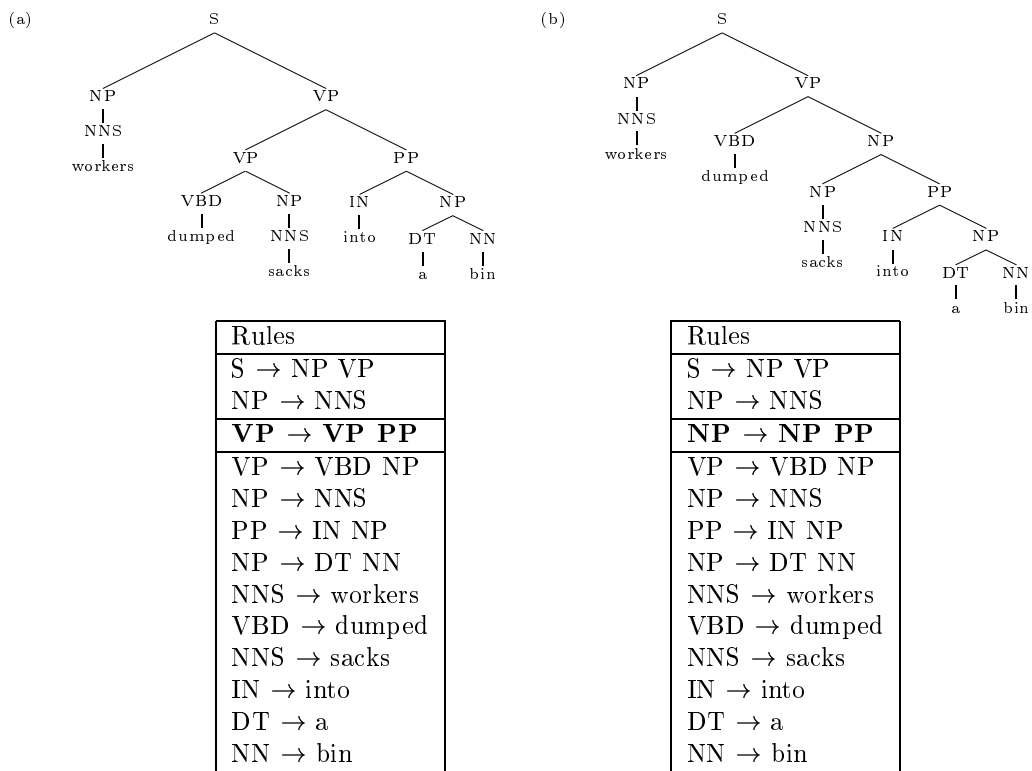 (a)
S
NP VP
NNS
workers
VP PP
VBD NP IN NP
dumped NNS into DT NN
sacks a bin
Rules
S → NP VP
NP → NNS
VP → VP PP
VP → VBD NP
NP → NNS
PP → IN NP
NP → DT NN
NNS → workers
VBD → dumped
NNS → sacks
IN → into
DT → a
NN → bin
(b)
S
NP VP
NNS
workers
VBD NP
dumped
NP PP
NNS IN NP
sacks into DT NN
a bin
Rules
S → NP VP
NP → NNS
NP → NP PP
VP → VBD NP
NP → NNS
PP → IN NP
NP → DT NN
NNS → workers
VBD → dumped
NNS → sacks
IN → into
DT → a
NN → bin